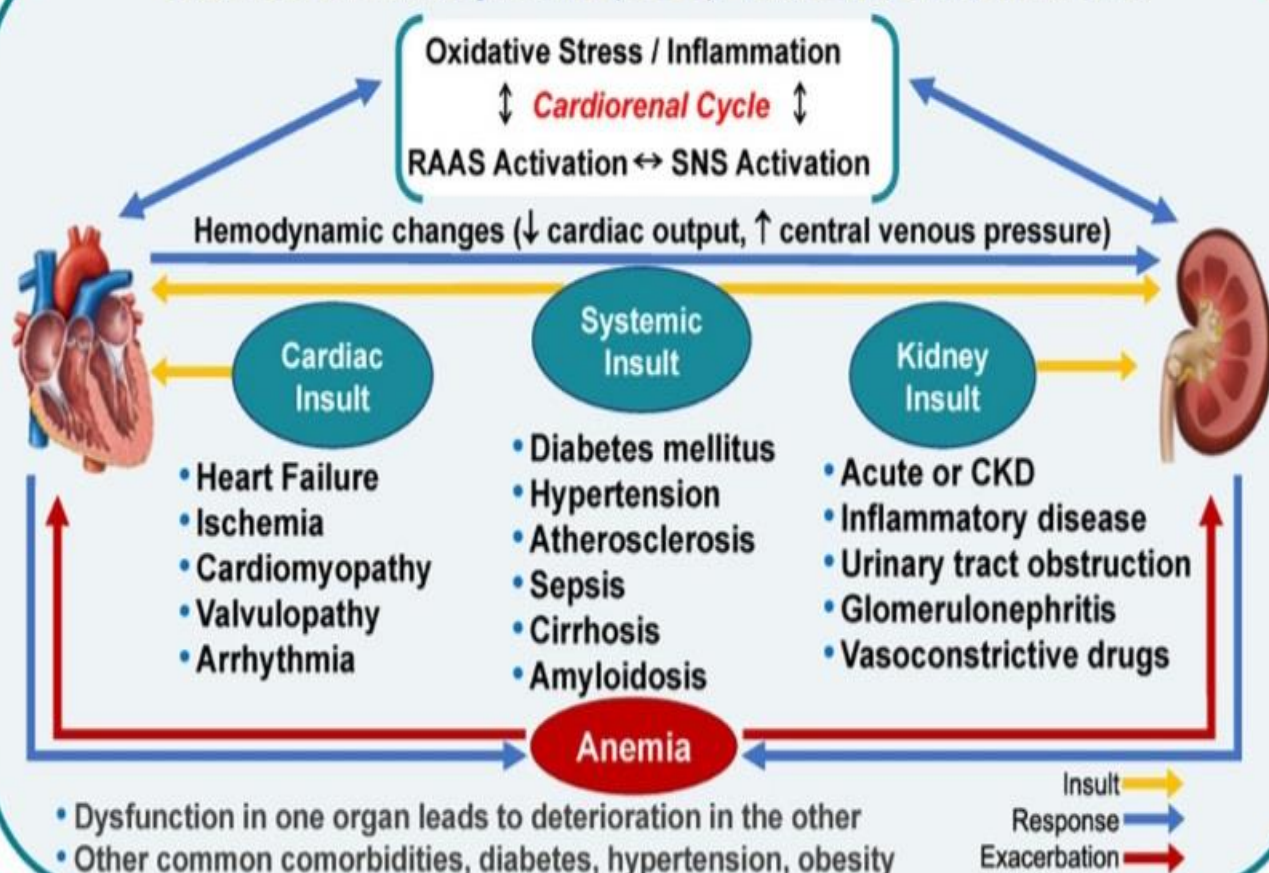 Oxidative Stress / Inflammation
↕ Cardiorenal Cycle ↕
RAAS Activation ↔ SNS Activation
Hemodynamic changes (↓ cardiac output, ↑ central venous pressure)
Cardiac
Insult
Systemic
Insult
Kidney
Insult
• Heart Failure
• Ischemia
• Cardiomyopathy
• Valvulopathy
• Arrhythmia
• Diabetes mellitus
• Hypertension
• Atherosclerosis
• Sepsis
• Cirrhosis
• Amyloidosis
• Acute or CKD
• Inflammatory disease
• Urinary tract obstruction
• Glomerulonephritis
• Vasoconstrictive drugs
Anemia
• Dysfunction in one organ leads to deterioration in the other
• Other common comorbidities, diabetes, hypertension, obesity
Insult
Response
Exacerbation